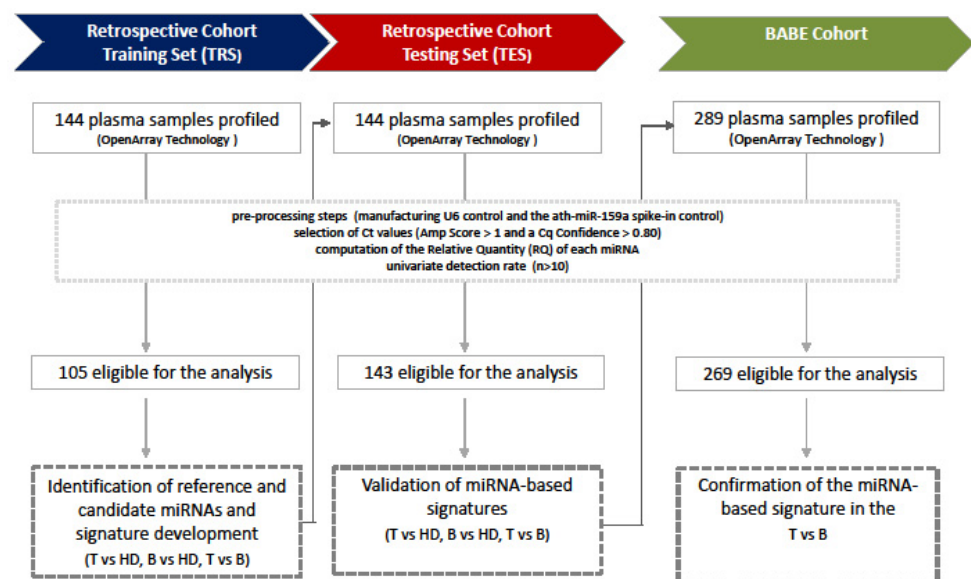 Retrospective Cohort
Training Set (TRS)
Retrospective Cohort
Testing Set (TES)
BABE Cohort
144 plasma samples profiled
(OpenArray Technology )
144 plasma samples profiled
(OpenArray Technology )
289 plasma samples profiled
(OpenArray Technology )
pre-processing steps (manufacturing U6 control and the ath-miR-159a spike-in control)
selection of Ct values (Amp Score > 1 and a Cq Confidence > 0.80)
computation of the Relative Quantity (RQ) of each miRNA
univariate detection rate (n>10)
105 eligible for the analysis
143 eligible for the analysis
269 eligible for the analysis
Identification of reference and
candidate miRNAs and
signature development
(T vs HD, B vs HD, T vs B)
Validation of miRNA-based
signatures
(T vs HD, B vs HD, T vs B)
Confirmation of the miRNA-
based signature in the
T vs B